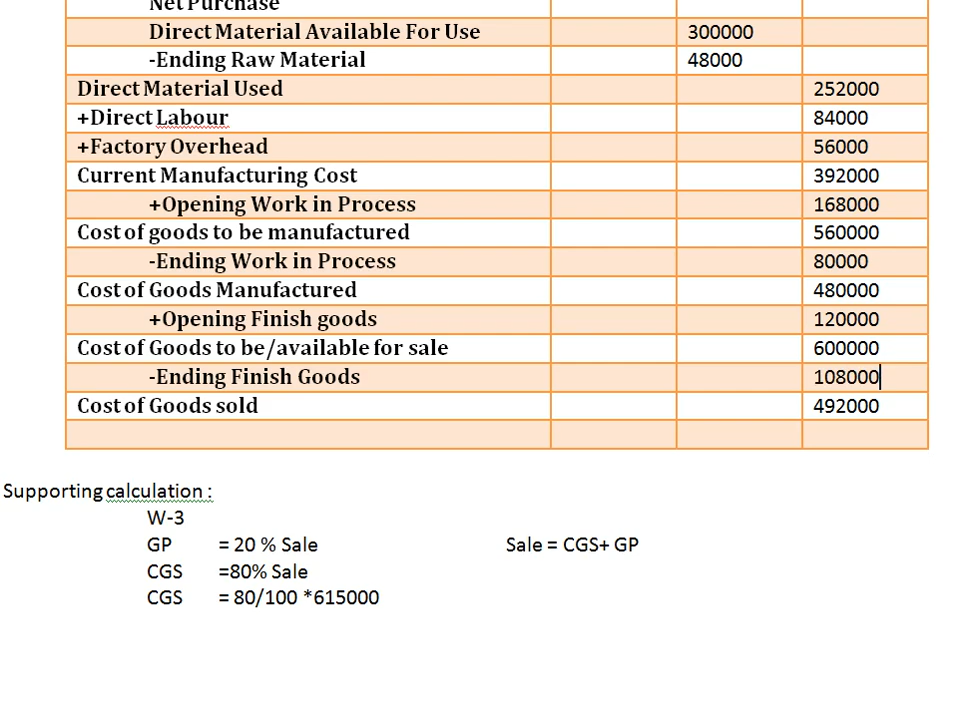 Net Purchase
Direct Material Available For Use 300000
-Ending Raw Material 48000
Direct Material Used 252000
+Direct Labour 84000
+Factory Overhead 56000
Current Manufacturing Cost 392000
+Opening Work in Process 168000
Cost of goods to be manufactured 560000
-Ending Work in Process 80000
Cost of Goods Manufactured 480000
+Opening Finish goods 120000
Cost of Goods to be/available for sale 600000
-Ending Finish Goods 108000
Cost of Goods sold 492000
Supporting calculation :
W-3
GP = 20 % Sale Sale = CGS+ GP
CGS =80% Sale
CGS = 80/100 *615000